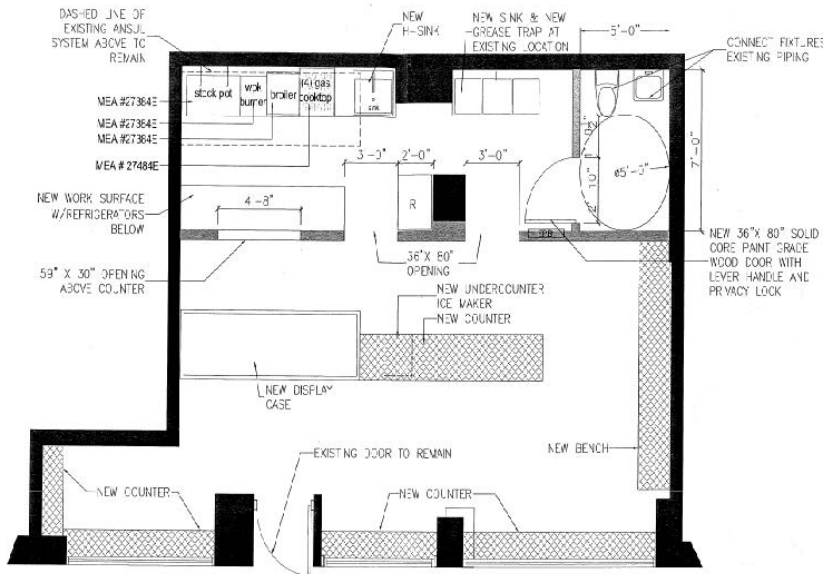 DASHED LINE OF
EXISTING ANSUL
SYSTEM ABOVE TO
REMAIN
NEW
H-SINK
NEW SINK & NEW
GREASE TRAP AT
EXISTING LOCATION
5'-0"
CONNECT FIXTURES
EXISTING PIPING
MEA #27384E
MEA #27384E
MEA #27384E
MEA # 27484E
stock pot
wok
burner
broiler
(4) gas
cooktop
7'-0"
ø5'-0"
3'-0"
2'-0"
3'-0"
R
NEW WORK SURFACE
W/REFRIGERATORS
BELOW
4'-8"
59" X 30" OPENING
ABOVE COUNTER
36"X 80"
OPENING
NEW 36"X 80" SOLID
CORE PAINT GRADE
WOOD DOOR WITH
LEVER HANDLE AND
PRIVACY LOCK
NEW UNDERCOUNTER
ICE MAKER
NEW COUNTER
NEW DISPLAY
CASE
EXISTING DOOR TO REMAIN
NEW BENCH
NEW COUNTER
NEW COUNTER